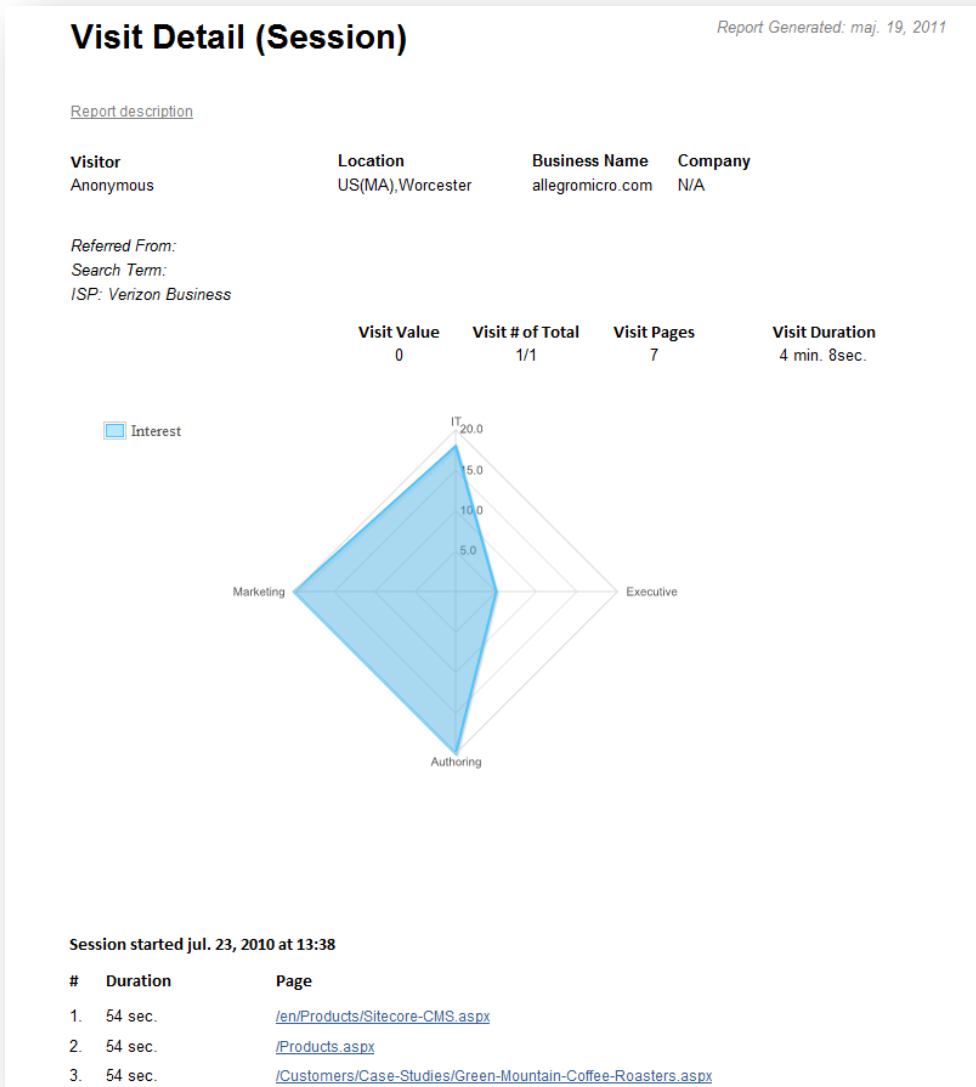 Visit Detail (Session)
Report Generated: maj. 19, 2011
Report description
Visitor Location Business Name Company
Anonymous US(MA),Worcester allegromicro.com N/A
Referred From:
Search Term:
ISP: Verizon Business
Visit Value Visit # of Total Visit Pages Visit Duration
0 1/1 7 4 min. 8sec.
Interest
IT
20.0
15.0
10.0
5.0
Marketing
Executive
Authoring
Session started jul. 23, 2010 at 13:38
# Duration Page
1. 54 sec. /en/Products/Sitecore-CMS.aspx
2. 54 sec. /Products.aspx
3. 54 sec. /Customers/Case-Studies/Green-Mountain-Coffee-Roasters.aspx